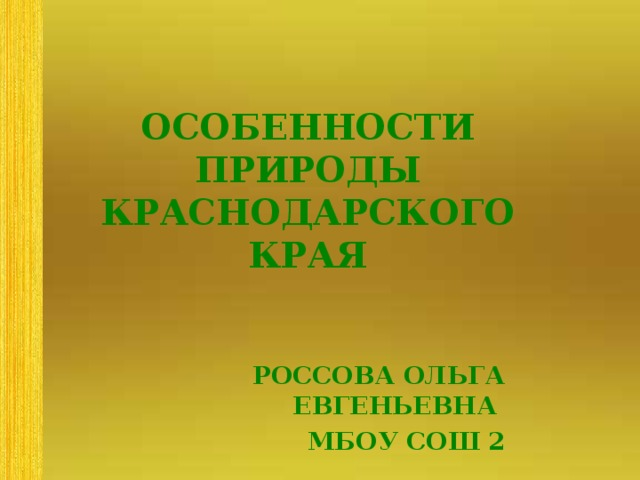 ОСОБЕННОСТИ
ПРИРОДЫ
КРАСНОДАРСКОГО
КРАЯ
РОССОВА ОЛЬГА
ЕВГЕНЬЕВНА
МБОУ СОШ 2